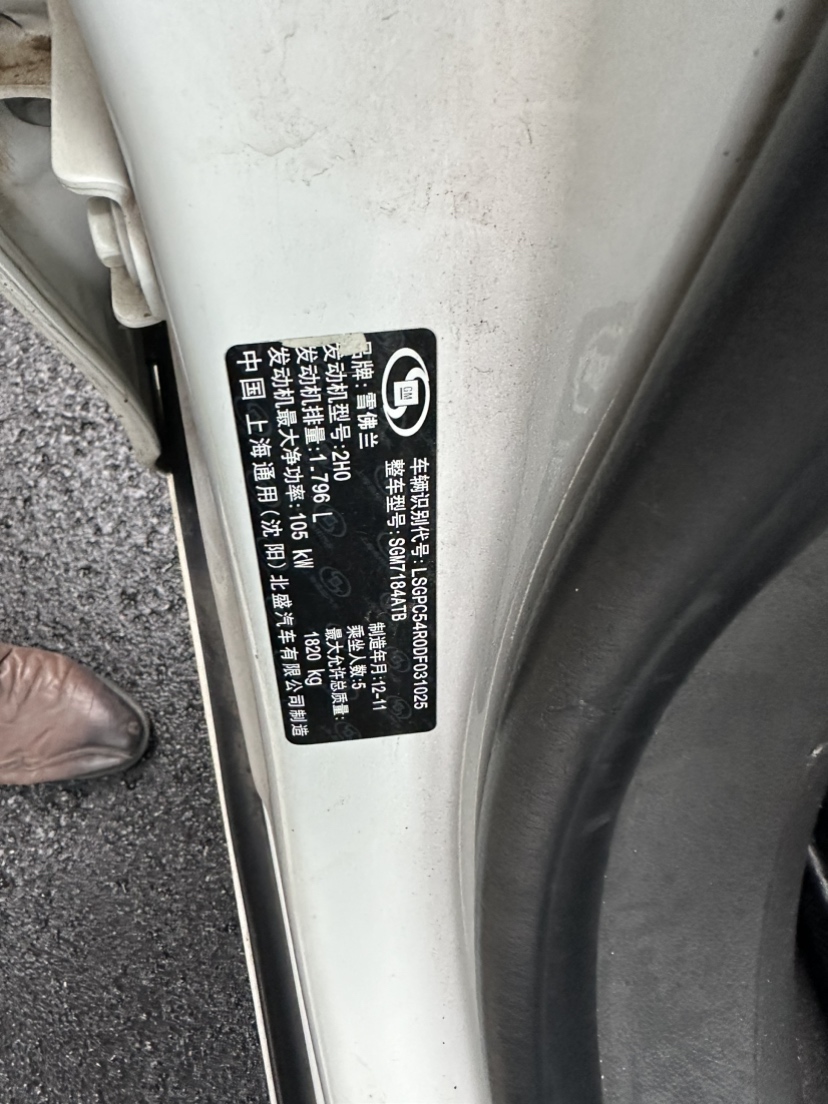 GM
车辆识别代号:LSGPC54R0DF031025
整车型号:SGM7184ATB
品牌:雪佛兰
制造年月:12-11
发动机型号:2H0
乘坐人数:5
发动机排量:1.796 L
最大允许总质量:
发动机最大净功率:105 kW
1820 kg
中国 上海通用(沈阳)北盛汽车有限公司制造